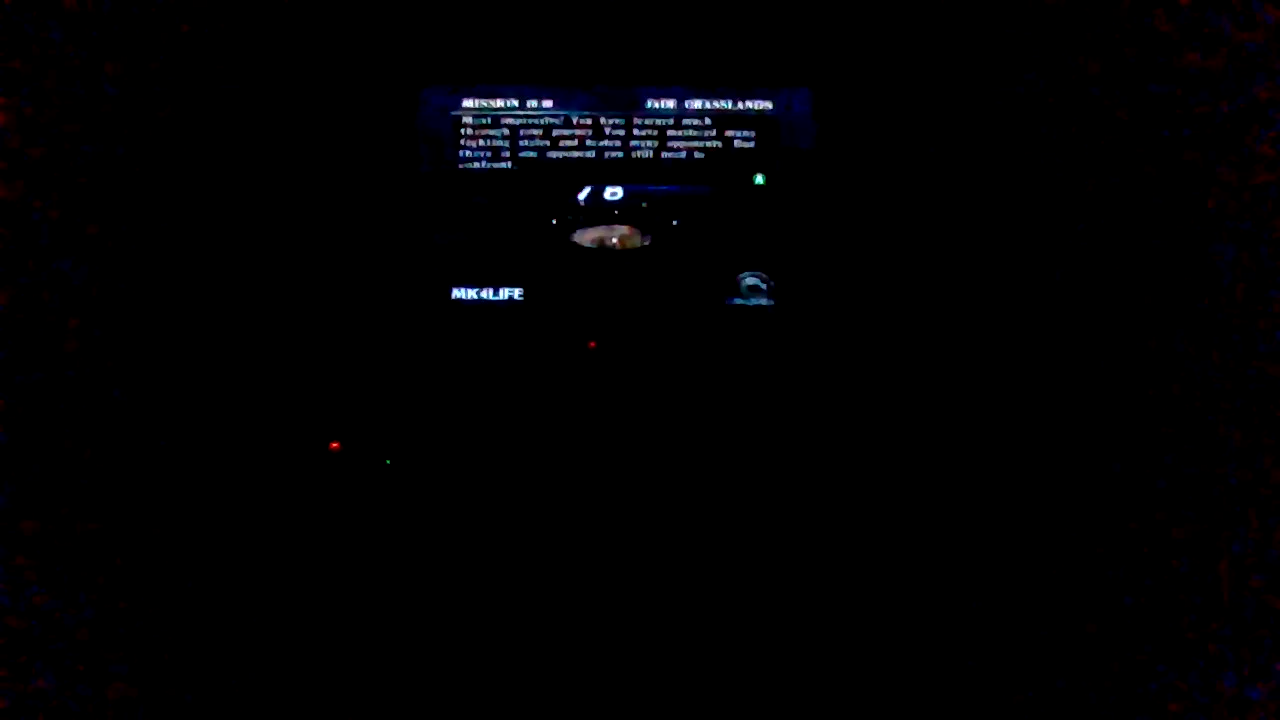 MISSION JADE GRASSLANDS
Most impressive! You have learned much
through your journey. You have mastered many
fighting styles and broken many opponents. But
there is one opponent you still need to
confront.
A
MK4LIFE